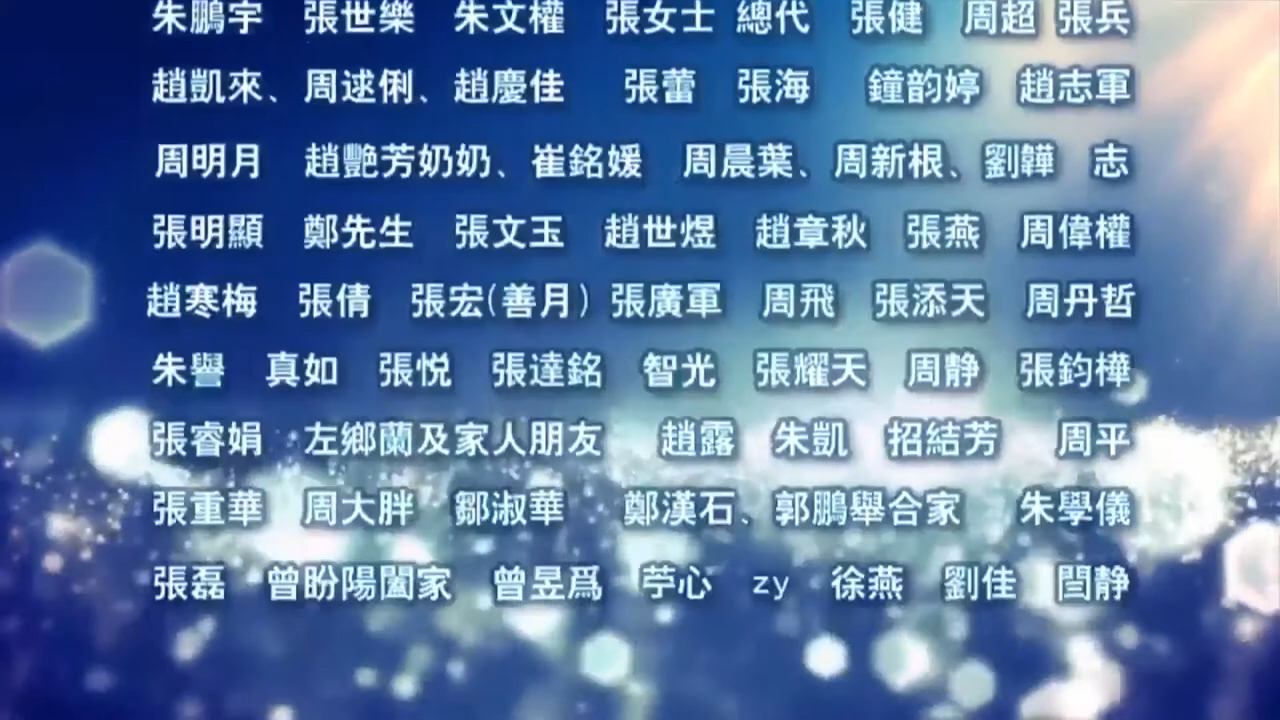 朱鵬宇 張世樂 朱文權 張女士 總代 張健 周超 張兵
趙凱來、周逑俐、趙慶佳 張蕾 張海 鐘韵婷 趙志軍
周明月 趙艷芳奶奶、崔銘媛 周晨葉、周新根、劉韡 志
張明顯 鄭先生 張文玉 趙世煜 趙章秋 張燕 周偉權
趙寒梅 張倩 張宏(善月) 張廣軍 周飛 張添天 周丹哲
朱譽 真如 張悦 張達銘 智光 張耀天 周静 張鈞樺
張睿娟 左鄉蘭及家人朋友 趙露 朱凱 招結芳 周平
張重華 周大胖 鄒淑華 鄭漢石、郭鵬舉合家 朱學儀
張磊 曾盼陽闔家 曾昱爲 苧心 zy 徐燕 劉佳 閆静